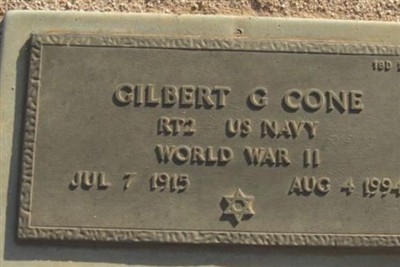 GILBERT G CONE
RT2 US NAVY
WORLD WAR II
JUL 7 1915 AUG 4 1994